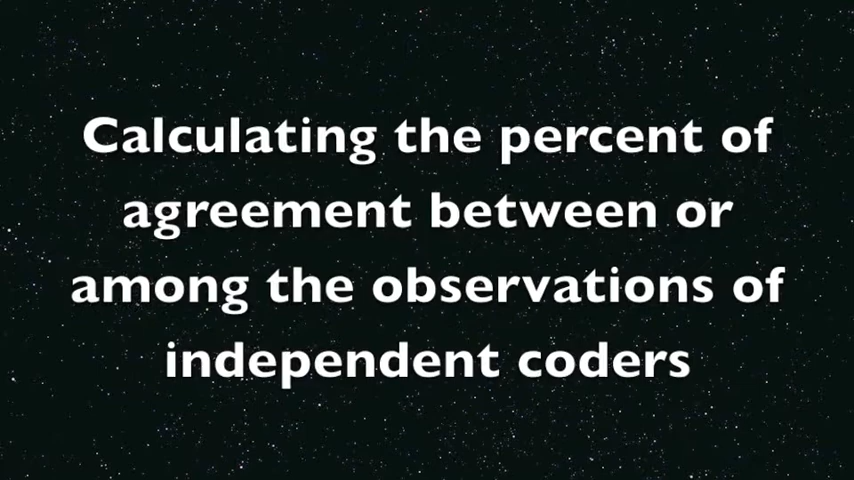 Calculating the percent of
agreement between or
among the observations of
independent coders